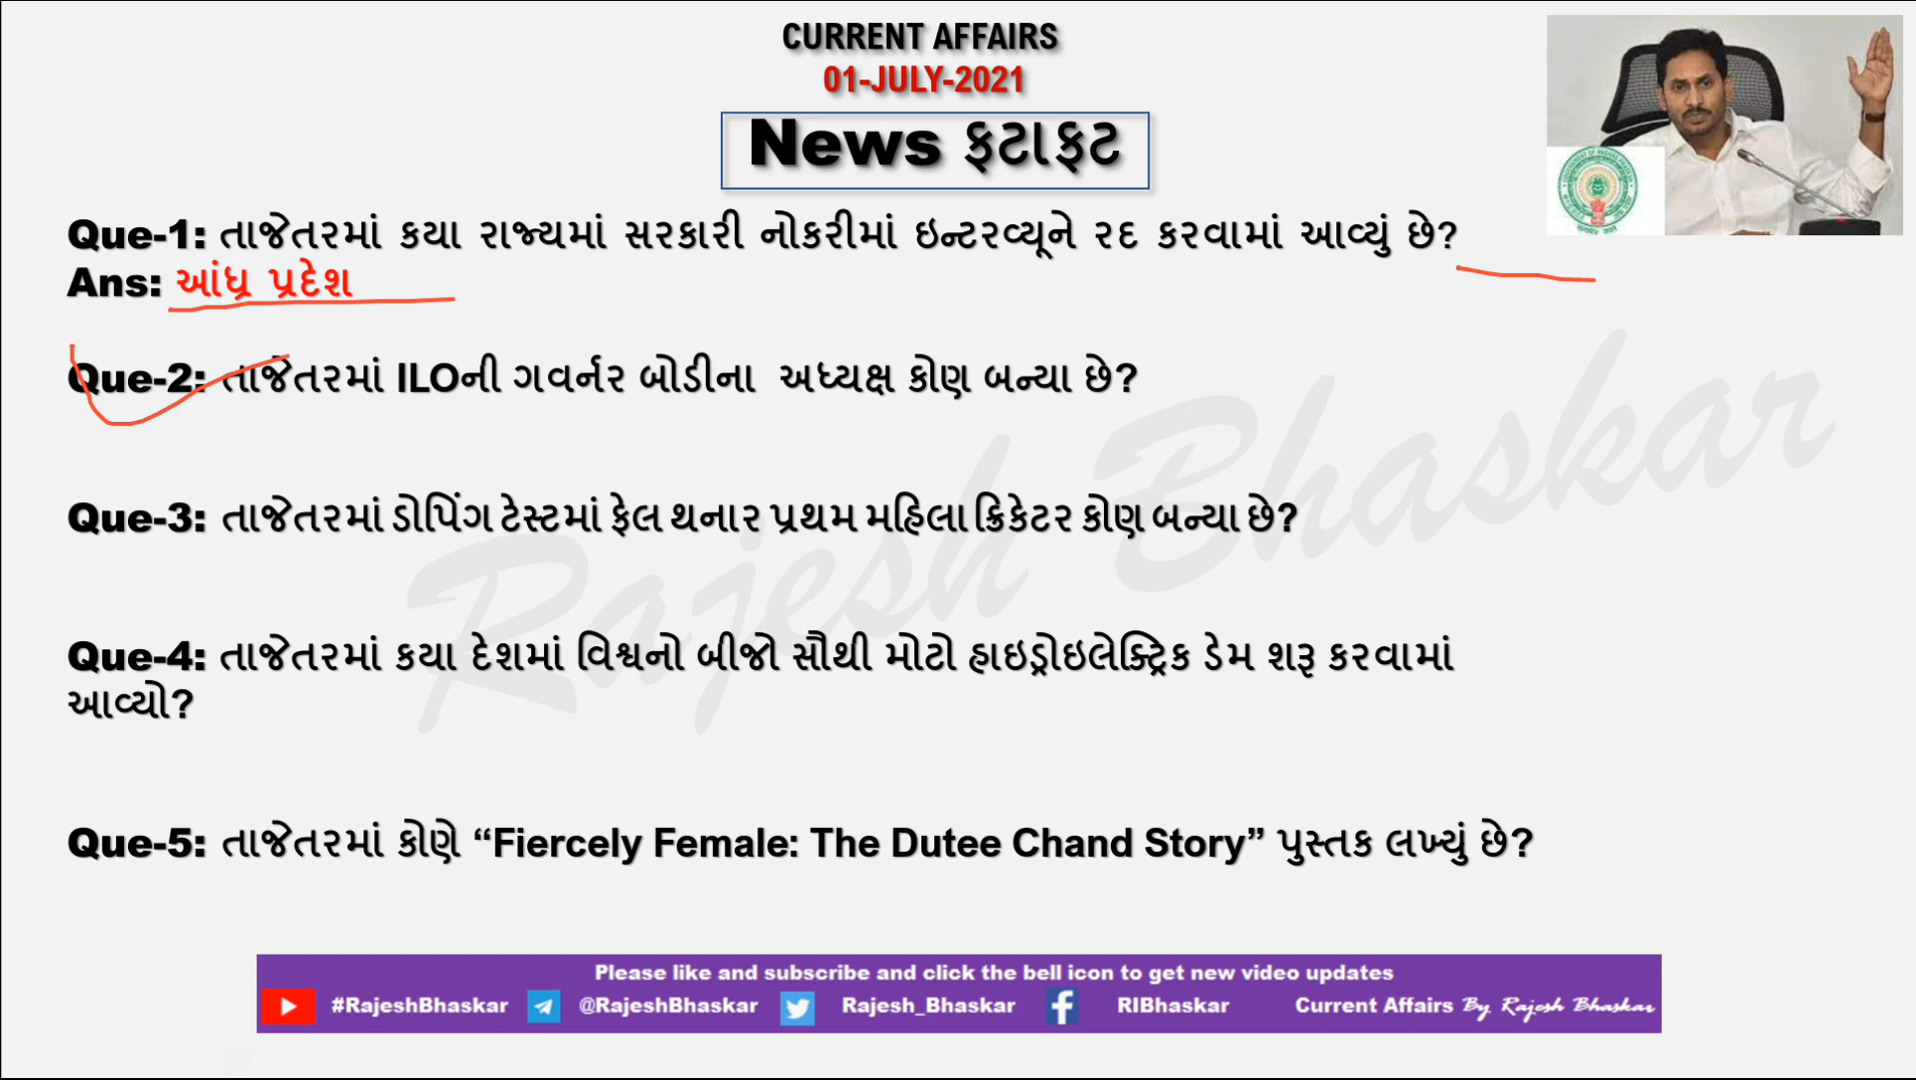 CURRENT AFFAIRS
01-JULY-2021
News ફટાફટ
Que-1: તાજેતરમાં કયા રાજ્યમાં સરકારી નોકરીમાં ઇન્ટરવ્યૂને રદ કરવામાં આવ્યું છે?
Ans: આંધ્ર પ્રદેશ
Que-2: તાજેતરમાં ILOની ગવર્નર બોડીના અધ્યક્ષ કોણ બન્યા છે?
Que-3: તાજેતરમાં ડોપિંગ ટેસ્ટમાં ફેલ થનાર પ્રથમ મહિલા ક્રિકેટર કોણ બન્યા છે?
Que-4: તાજેતરમાં કયા દેશમાં વિશ્વનો બીજો સૌથી મોટો હાઇડ્રોઇલેક્ટ્રિક ડેમ શરૂ કરવામાં
આવ્યો?
Que-5: તાજેતરમાં કોણે “Fiercely Female: The Dutee Chand Story” પુસ્તક લખ્યું છે?
Rajesh Bhaskar
Please like and subscribe and click the bell icon to get new video updates
#RajeshBhaskar @RajeshBhaskar Rajesh_Bhaskar RIBhaskar Current Affairs By Rajesh Bhaskar